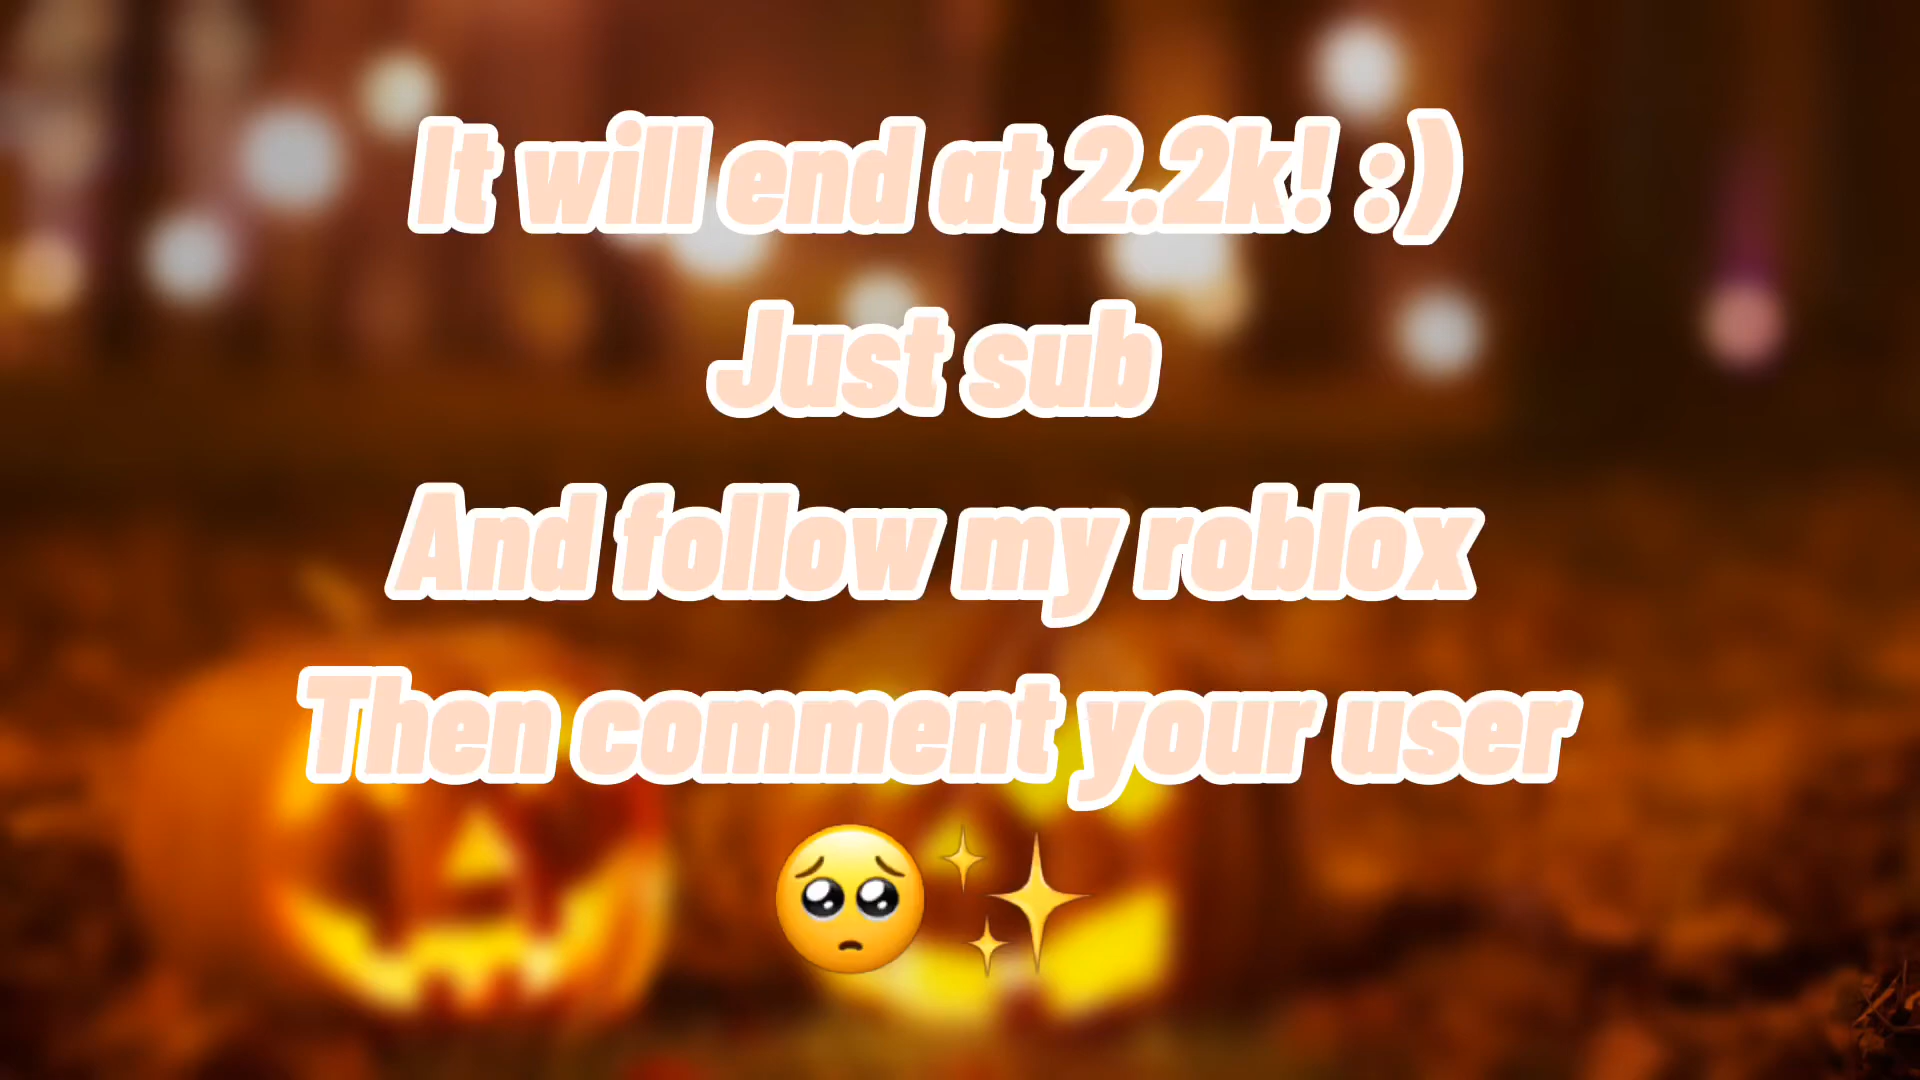 It will end at 2.2k! :)
Just sub
And follow my roblox
Then comment your user
🥺✨